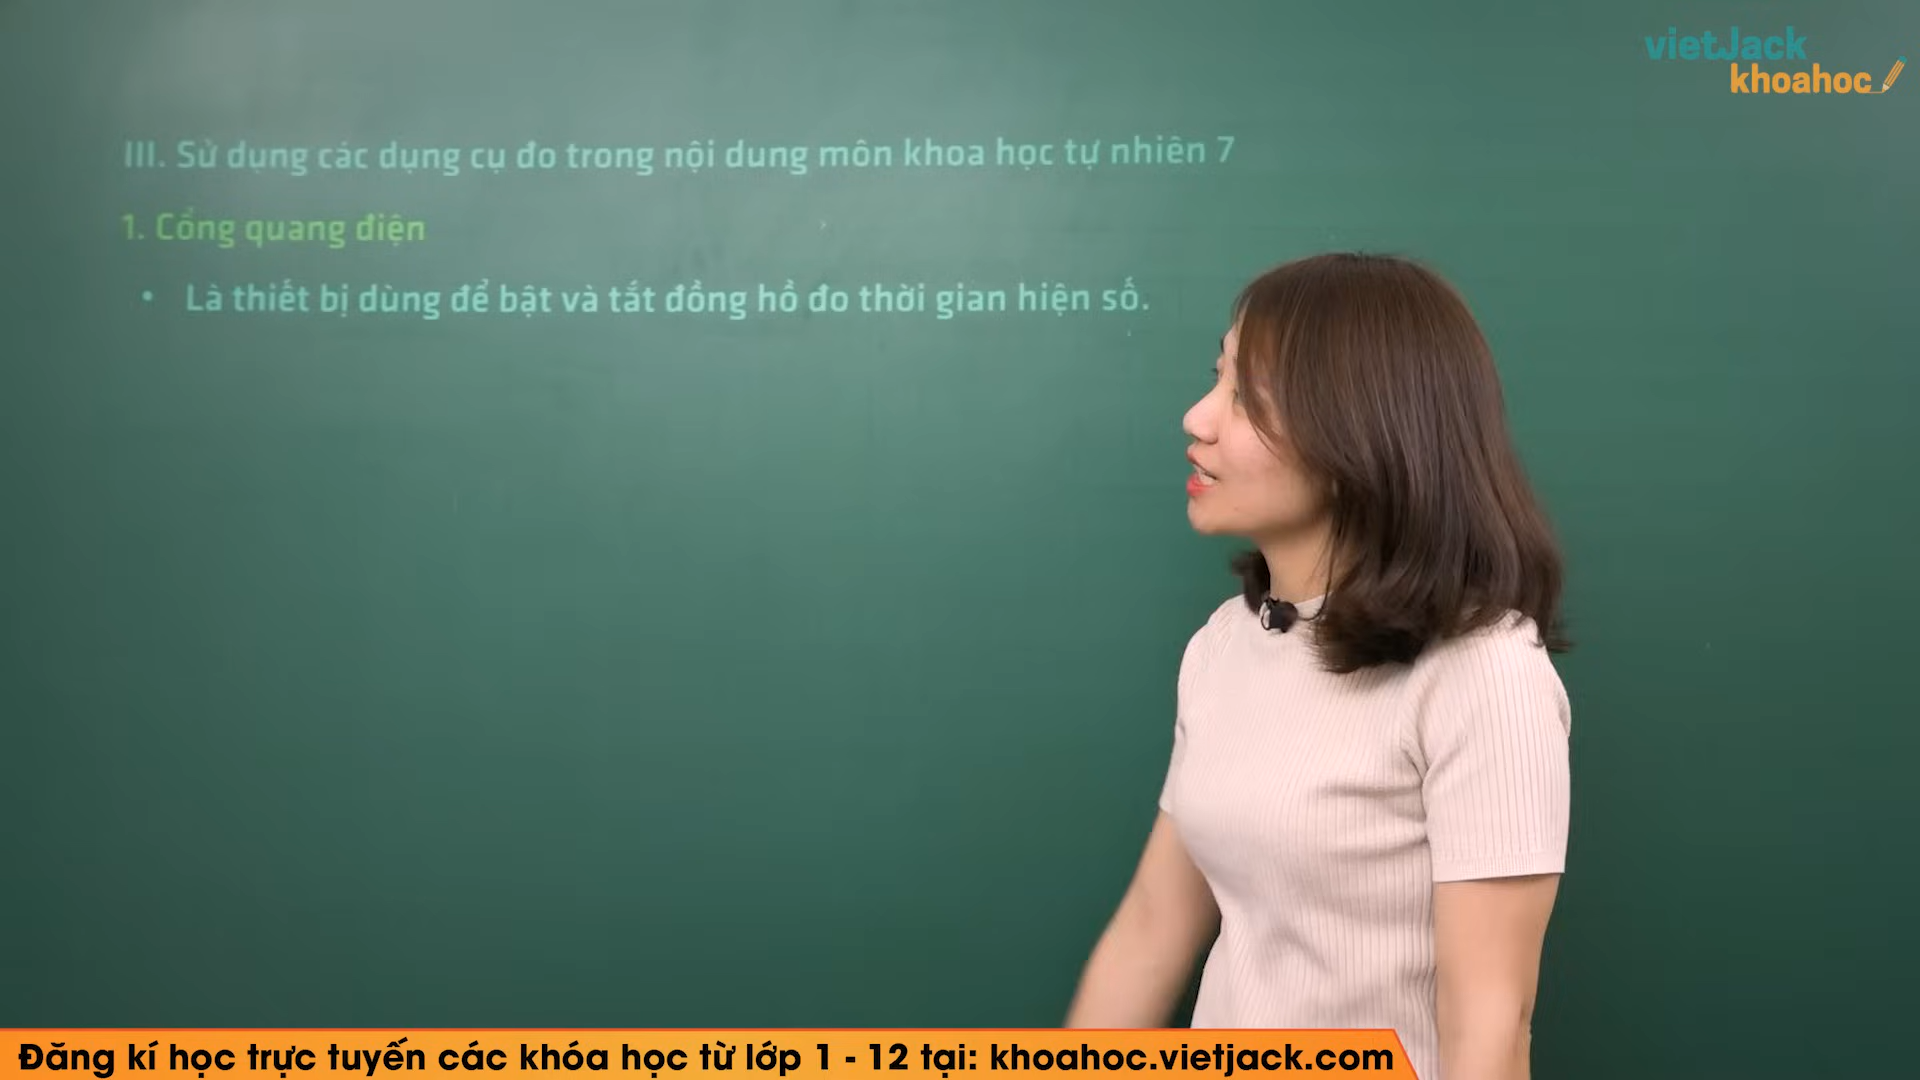 vietJack
khoahoc
III. Sử dụng các dụng cụ đo trong nội dung môn khoa học tự nhiên 7
1. Cổng quang điện
• Là thiết bị dùng để bật và tắt đồng hồ đo thời gian hiện số.
Đăng kí học trực tuyến các khóa học từ lớp 1 - 12 tại: khoahoc.vietjack.com